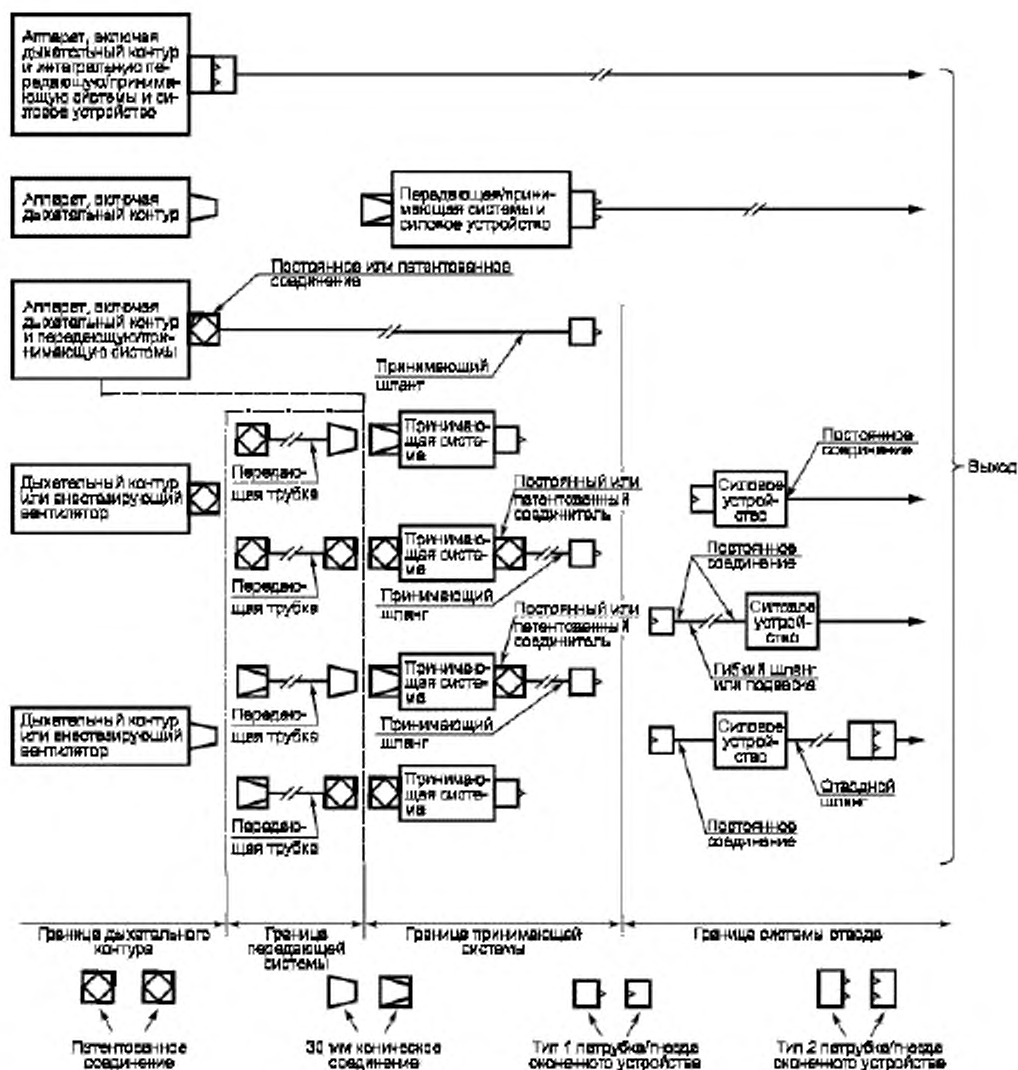 Аппарат, включая
дыхательный контур
и интегральную пе-
редающую/принима-
ющую системы и си-
ловое устройство
Аппарат, включая
дыхательный контур
Передающая/прини-
мающая системы и
силовое устройство
Постоянное или патентованное
соединение
Аппарат, включая
дыхательный контур
и передающую/при-
нимающую системы
Принимающий
шланг
Передаю-
щая трубка
Принимаю-
щая систе-
ма
Постоянное
соединение
Выход
Дыхательный контур
или анестезирующий
вентилятор
Постоянный или
патентованный
соединитель
Силовое
устрой-
ство
Передаю-
щая трубка
Принимаю-
щая систе-
ма
Принимающий
шланг
Постоянное
соединение
Постоянный или
патентованный
соединитель
Силовое
устрой-
ство
Гибкий шланг
или подвеска
Передаю-
щая трубка
Принимаю-
щая систе-
ма
Принимающий
шланг
Дыхательный контур
или анестезирующий
вентилятор
Силовое
устрой-
ство
Отводной
шланг
Постоянное
соединение
Передаю-
щая трубка
Принимаю-
щая систе-
ма
Граница дыхательного
контура
Граница
передающей
системы
Граница принимающей
системы
Граница системы отвода
Патентованное
соединение
30 мм коническое
соединение
Тип 1 патрубка/гнезда
оконечного устройства
Тип 2 патрубка/гнезда
оконечного устройства